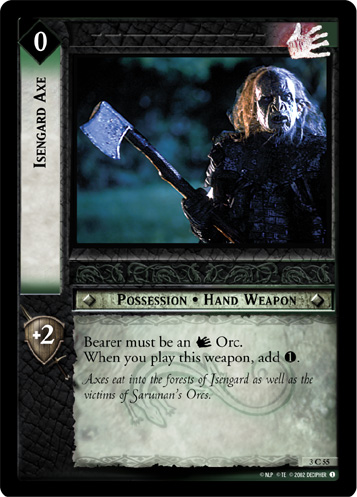 0
ISENGARD AXE
POSSESSION • HAND WEAPON
+2
Bearer must be an Orc.
When you play this weapon, add 1.
Axes eat into the forests of Isengard as well as the
victims of Saruman's Orcs.
3 C 55
© NLP ·© TE © 2002 DECIPHER 1